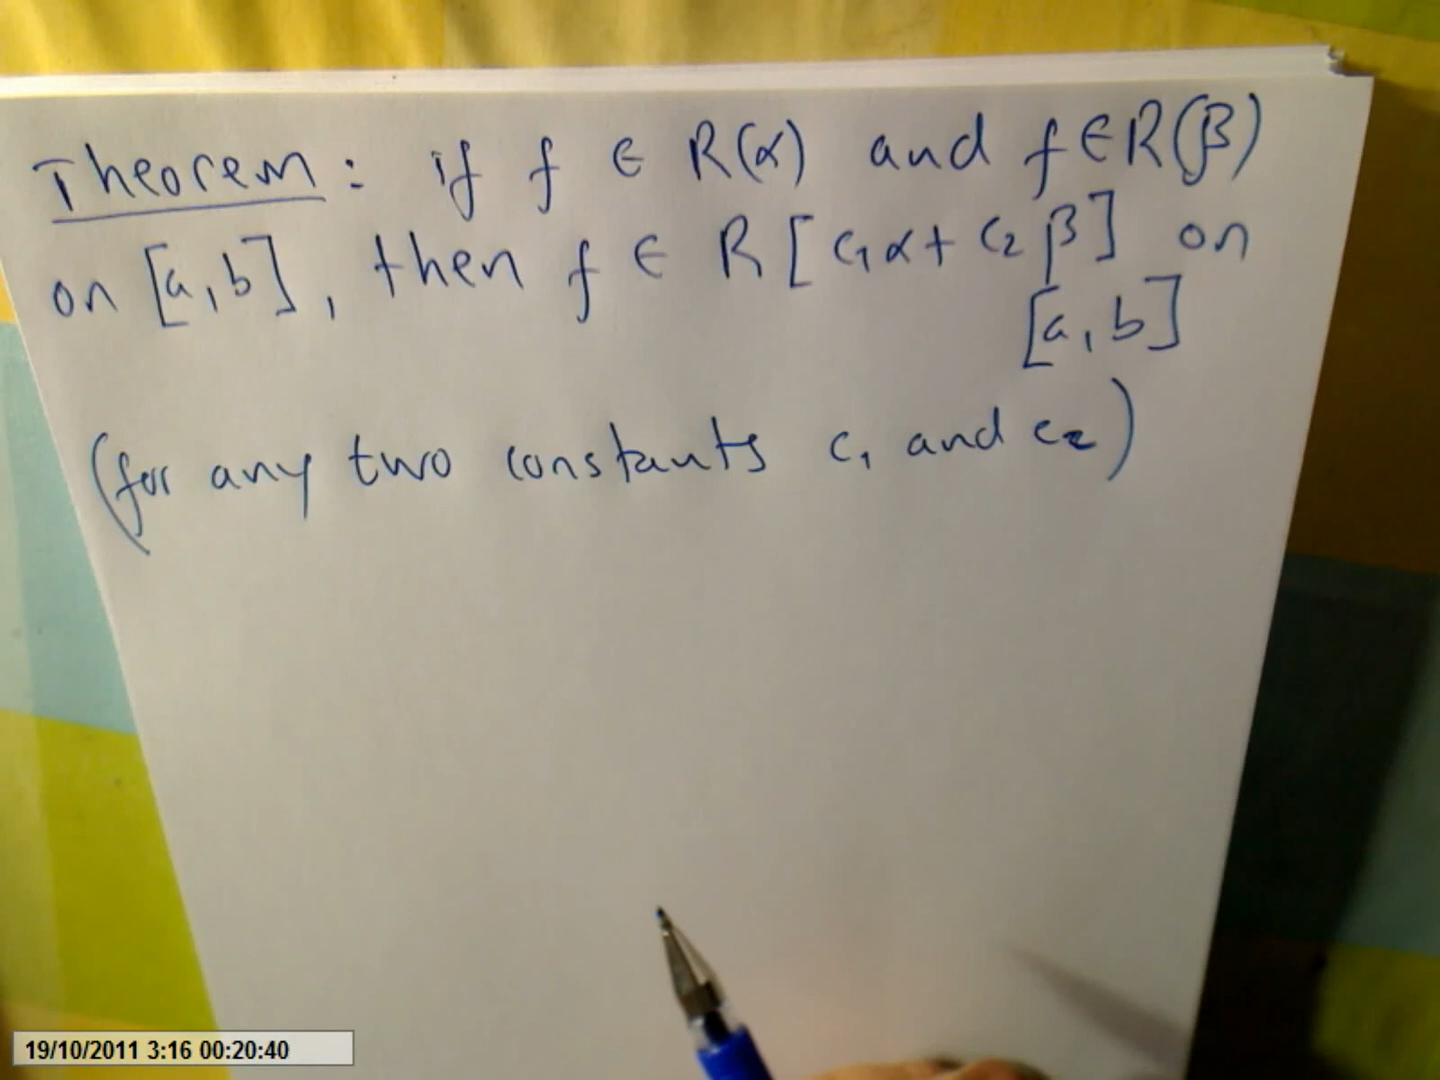 Theorem: if f ∈ R(α) and f ∈ R(β)
on [a,b], then f ∈ R[c₁α + c₂β] on
[a,b]
(for any two constants c₁ and c₂)
19/10/2011 3:16 00:20:40